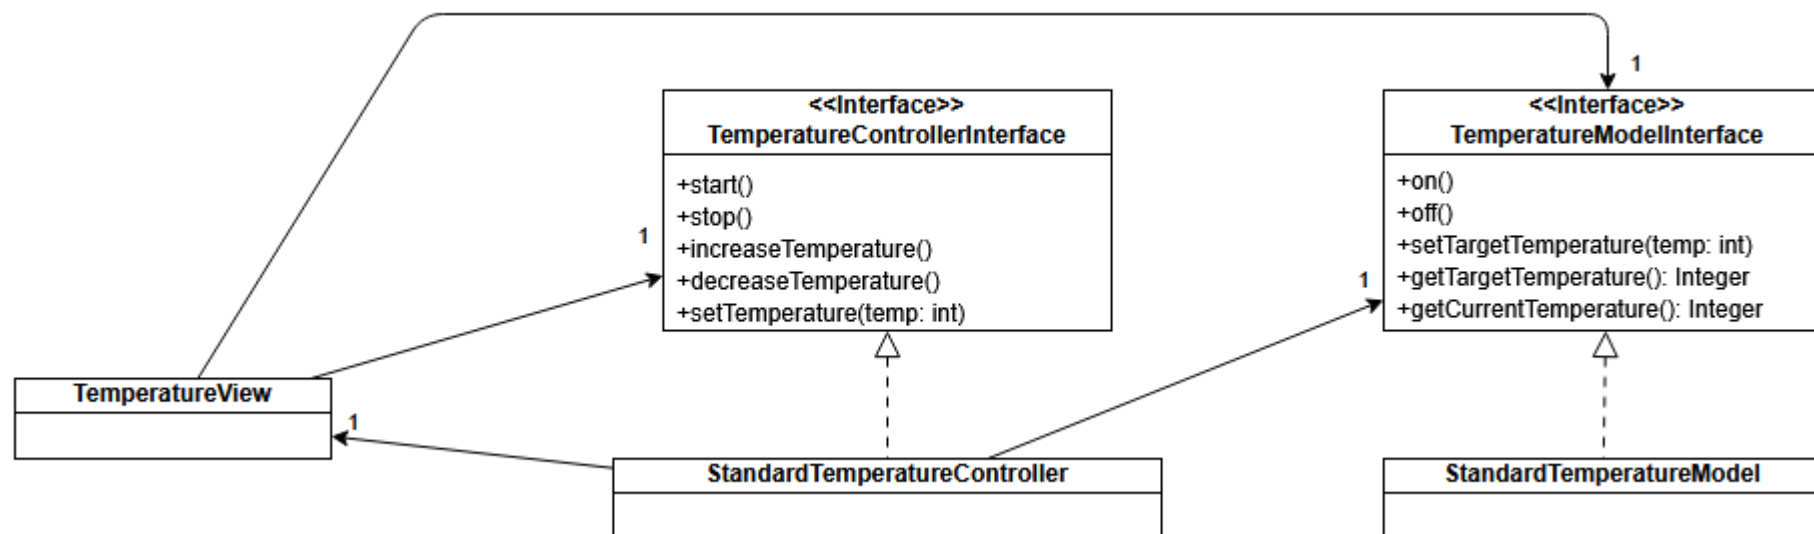 1
<<Interface>>
TemperatureControllerInterface
+start()
+stop()
+increaseTemperature()
+decreaseTemperature()
+setTemperature(temp: int)
1
<<Interface>>
TemperatureModelInterface
+on()
+off()
+setTargetTemperature(temp: int)
+getTargetTemperature(): Integer
+getCurrentTemperature(): Integer
1
TemperatureView
1
StandardTemperatureController
StandardTemperatureModel